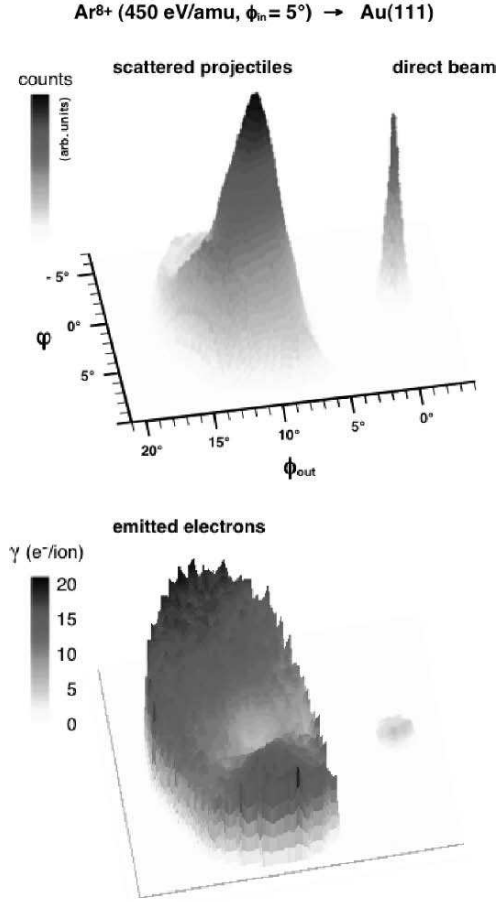 Ar⁸⁺ (450 eV/amu, ϕin = 5°) → Au(111)
scattered projectiles
direct beam
counts
(arb. units)
- 5°
0°
5°
φ
20°
15°
10°
5°
0°
ϕout
emitted electrons
γ (e⁻/ion)
20
15
10
5
0